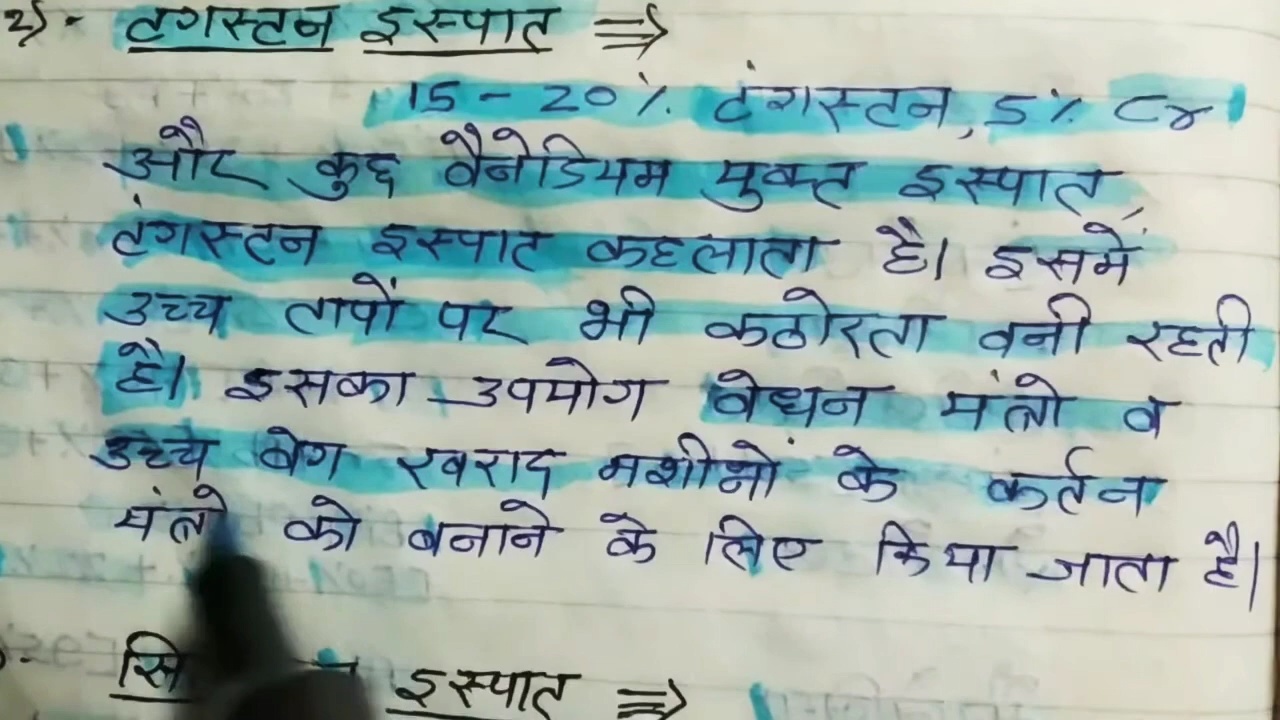 2) - टंगस्टन इस्पात ⇒
15 - 20 % टंगस्टन, 5 % Cr
और कुछ वैनेडियम युक्त इस्पात,
टंगस्टन इस्पात कहलाता है। इसमें
उच्च तापों पर भी कठोरता बनी रहती
है। इसका उपयोग वेधन यंत्रो व
उच्च वेग खराद मशीनों के कर्तन
यंत्रो को बनाने के लिए किया जाता है।
इस्पात ⇒